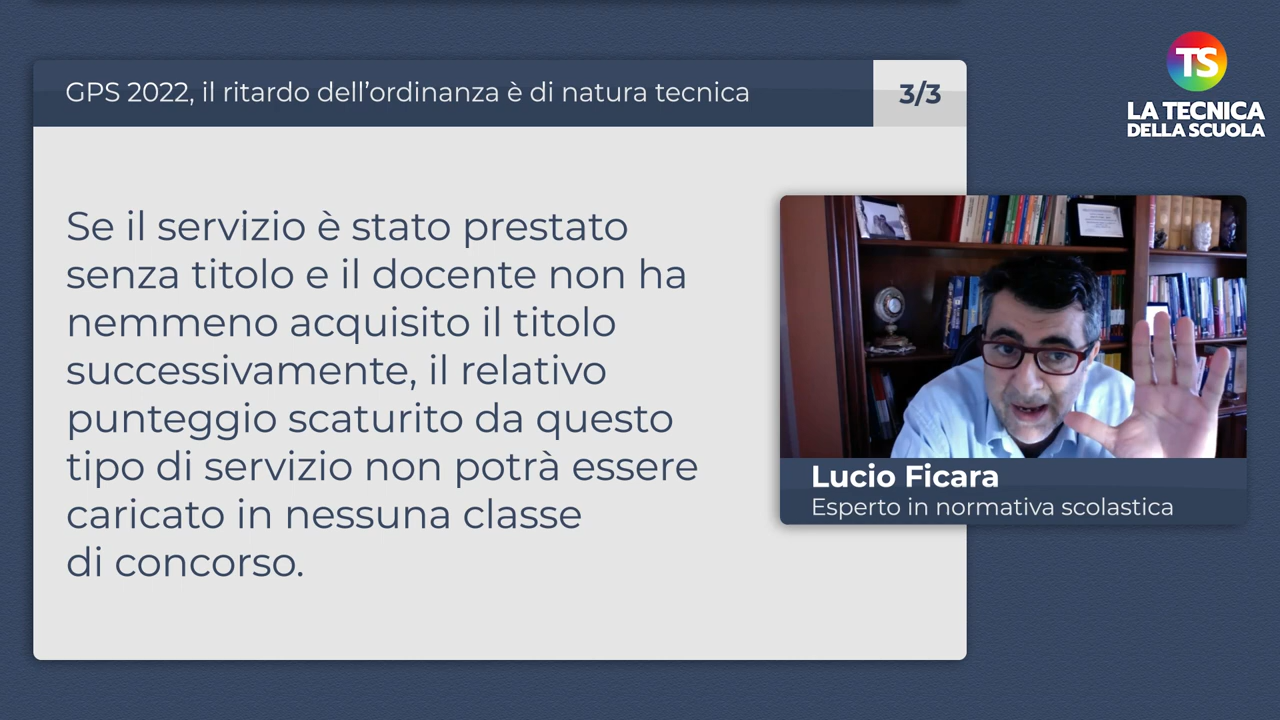 GPS 2022, il ritardo dell’ordinanza è di natura tecnica
3/3
Se il servizio è stato prestato
senza titolo e il docente non ha
nemmeno acquisito il titolo
successivamente, il relativo
punteggio scaturito da questo
tipo di servizio non potrà essere
caricato in nessuna classe
di concorso.
TS
LA TECNICA
DELLA SCUOLA
Lucio Ficara
Esperto in normativa scolastica